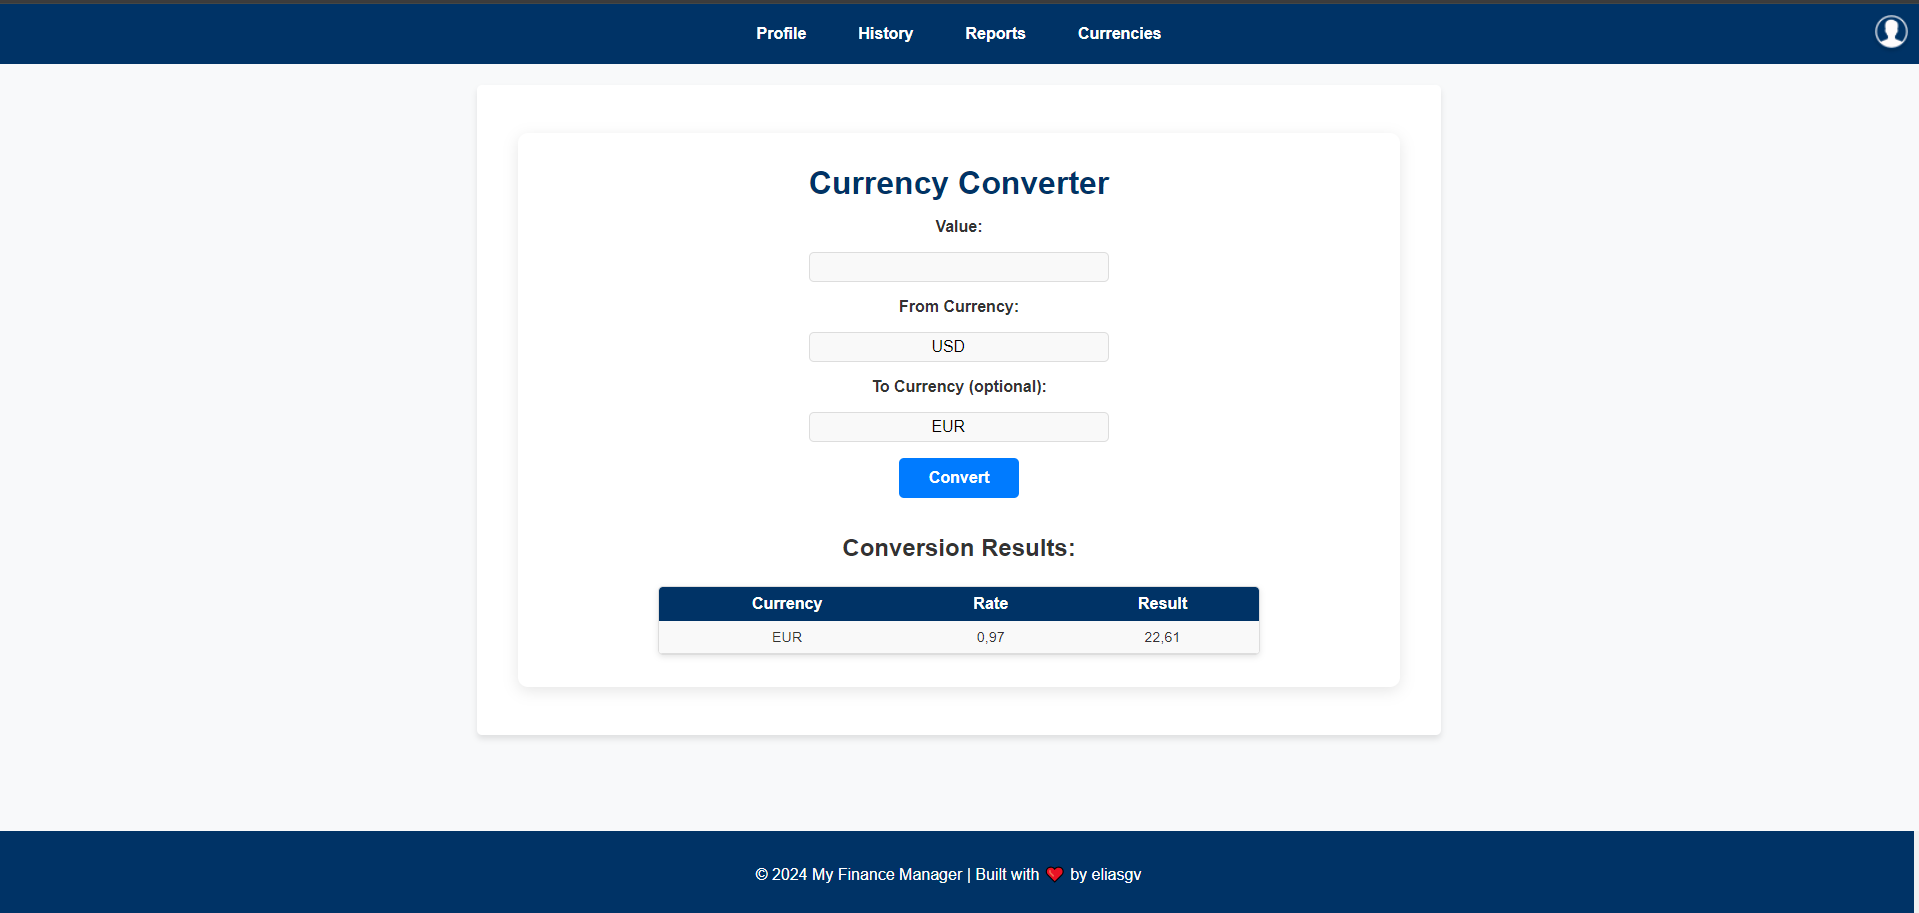 Profile History Reports Currencies
Currency Converter
Value:
From Currency:
USD
To Currency (optional):
EUR
Convert
Conversion Results:
Currency Rate Result
EUR 0,97 22,61
© 2024 My Finance Manager | Built with ❤️ by eliasgv